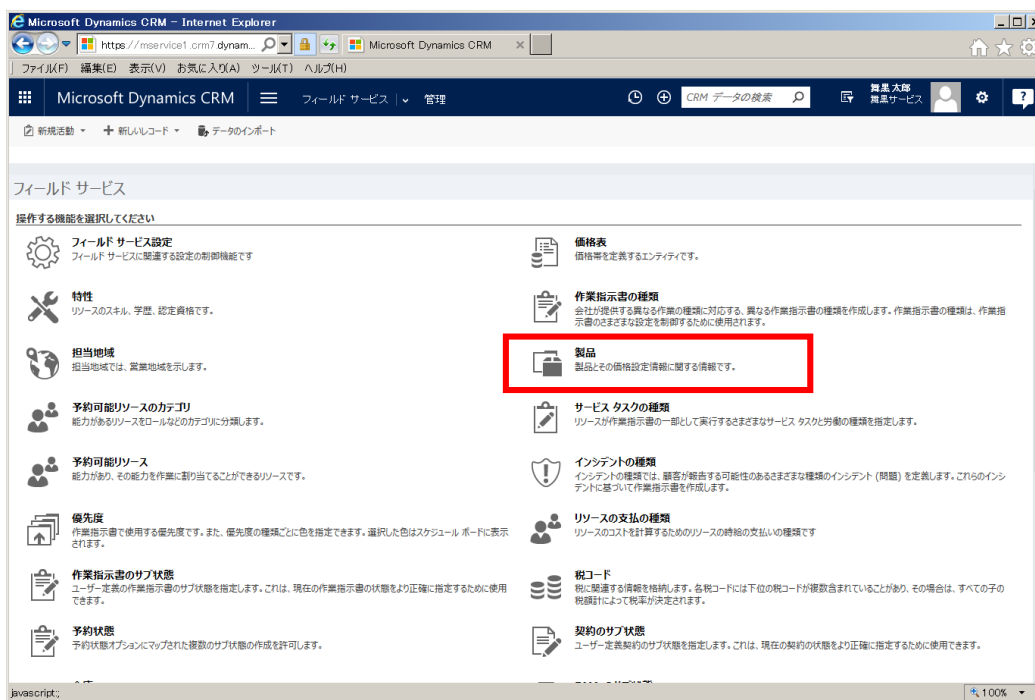 Microsoft Dynamics CRM - Internet Explorer
https://mservice1.crm7.dynam...
Microsoft Dynamics CRM
ファイル(F) 編集(E) 表示(V) お気に入り(A) ツール(T) ヘルプ(H)
Microsoft Dynamics CRM フィールド サービス 管理 CRM データの検索 舞黒太郎
舞黒サービス
新規活動 新しいレコード データのインポート
フィールド サービス
操作する機能を選択してください
フィールド サービス設定
フィールド サービスに関連する設定の制御機能です
価格表
価格帯を定義するエンティティです。
特性
リソースのスキル、学歴、認定資格です。
作業指示書の種類
会社が提供する異なる作業の種類に対応する、異なる作業指示書の種類を作成します。作業指示書の種類は、作業指
示書のさまざまな設定を制御するために使用されます。
担当地域
担当地域では、営業地域を示します。
製品
製品とその価格設定情報に関する情報です。
予約可能リソースのカテゴリ
能力があるリソースをロールなどのカテゴリに分類します。
サービス タスクの種類
リソースが作業指示書の一部として実行するさまざまなサービス タスクと労働の種類を指定します。
予約可能リソース
能力があり、その能力を作業に割り当てることができるリソースです。
インシデントの種類
インシデントの種類では、顧客が報告する可能性のあるさまざまな種類のインシデント (問題) を定義します。これらのインシ
デントに基づいて作業指示書を作成します。
優先度
作業指示書で使用する優先度です。また、優先度の種類ごとに色を指定できます。選択した色はスケジュール ボードに表示
されます。
リソースの支払の種類
リソースのコストを計算するためのリソースの時給の支払いの種類です
作業指示書のサブ状態
ユーザー定義の作業指示書のサブ状態を指定します。これは、現在の作業指示書の状態をより正確に指定するために使用
できます。
税コード
税に関連する情報を格納します。各税コードには下位の税コードが複数含まれていることがあり、その場合は、すべての子の
税額計によって税率が決定されます。
予約状態
予約状態オプションにマップされた複数のサブ状態の作成を許可します。
契約のサブ状態
ユーザー定義契約のサブ状態を指定します。これは、現在の契約の状態をより正確に指定するために使用できます。
javascript:;
100%